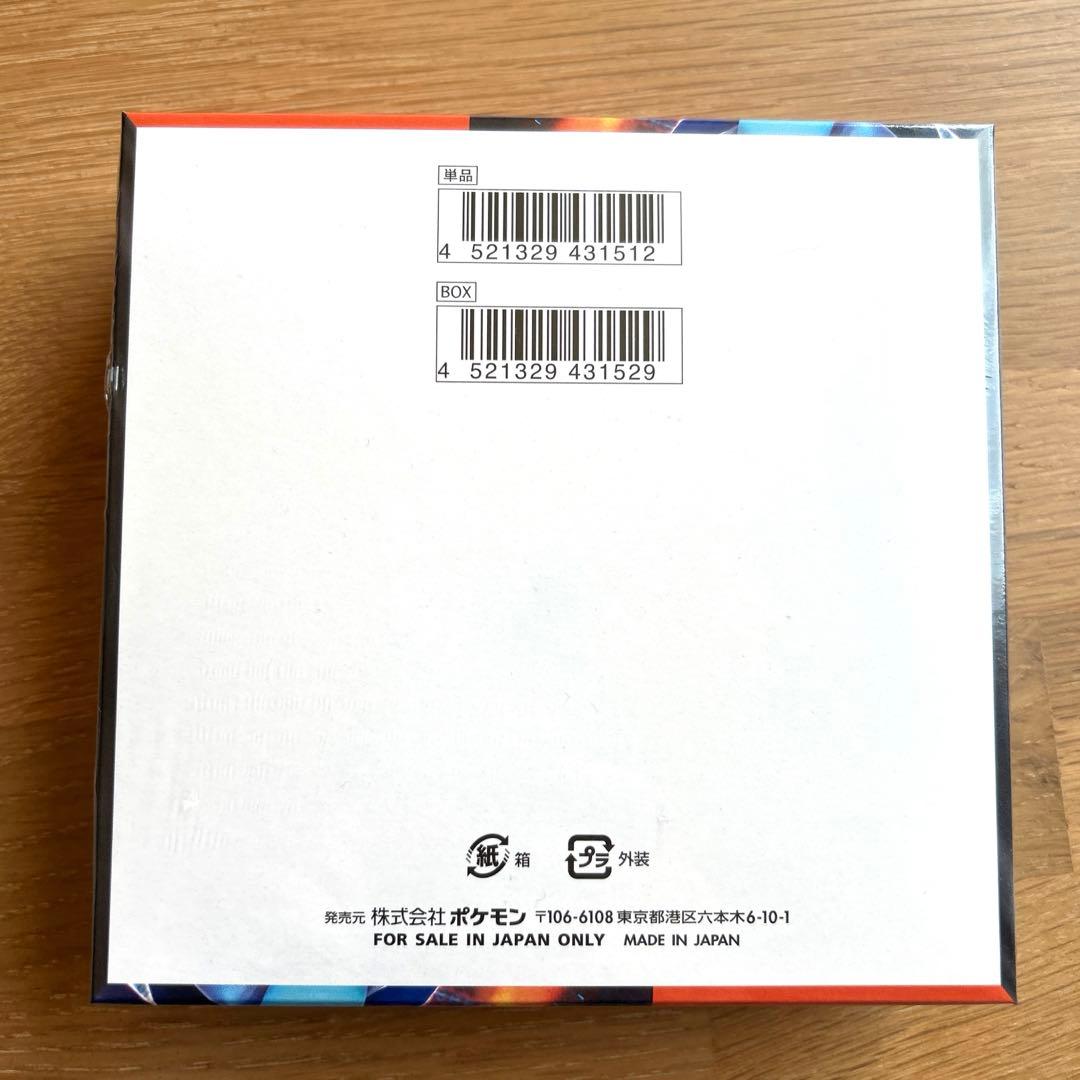 単品
4 521329 431512
BOX
4 521329 431529
紙 箱 プラ 外装
発売元 株式会社 ポケモン 〒106-6108 東京都港区六本木6-10-1
FOR SALE IN JAPAN ONLY MADE IN JAPAN